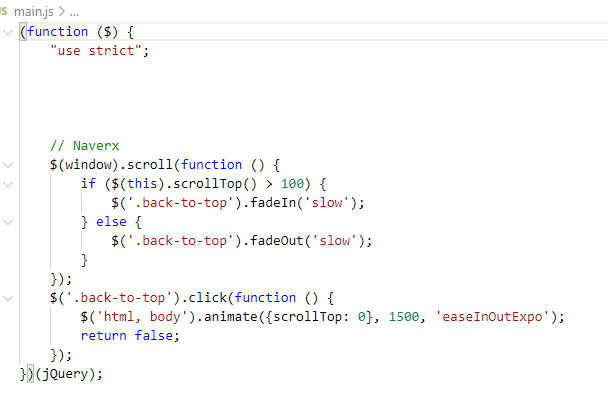 JS main.js > ...
(function ($) {
    "use strict";
    // Naverx
    $(window).scroll(function () {
        if ($(this).scrollTop() > 100) {
            $('.back-to-top').fadeIn('slow');
        } else {
            $('.back-to-top').fadeOut('slow');
        }
    });
    $('.back-to-top').click(function () {
        $('html, body').animate({scrollTop: 0}, 1500, 'easeInOutExpo');
        return false;
    });
})(jQuery);